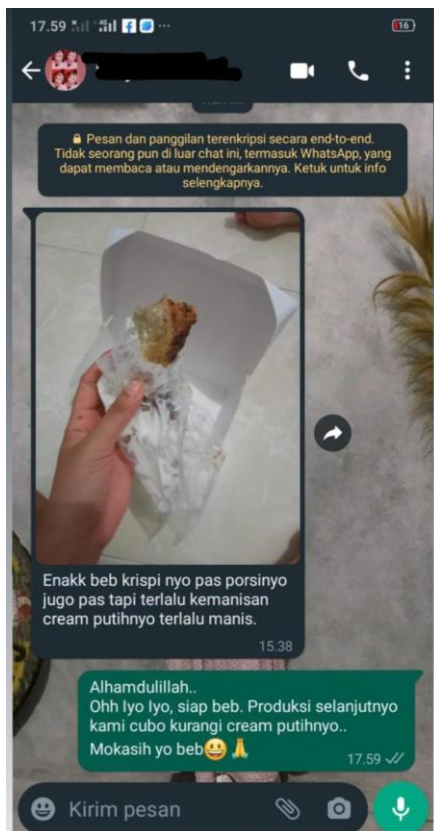 17.59
16
Pesan dan panggilan terenkripsi secara end-to-end.
Tidak seorang pun di luar chat ini, termasuk WhatsApp, yang
dapat membaca atau mendengarkannya. Ketuk untuk info
selengkapnya.
Enakk beb krispi nyo pas porsinyo
jugo pas tapi terlalu kemanisan
cream putihnyo terlalu manis.
15.38
Alhamdulillah..
Ohh Iyo Iyo, siap beb. Produksi selanjutnyo
kami cubo kurangi cream putihnyo..
Mokasih yo beb😃🙏
17.59
Kirim pesan